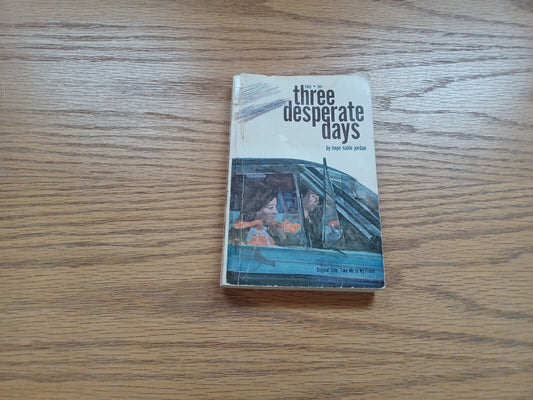 three
desperate
days
by hope dahle jordan
Original Title, Take Me to My Friend